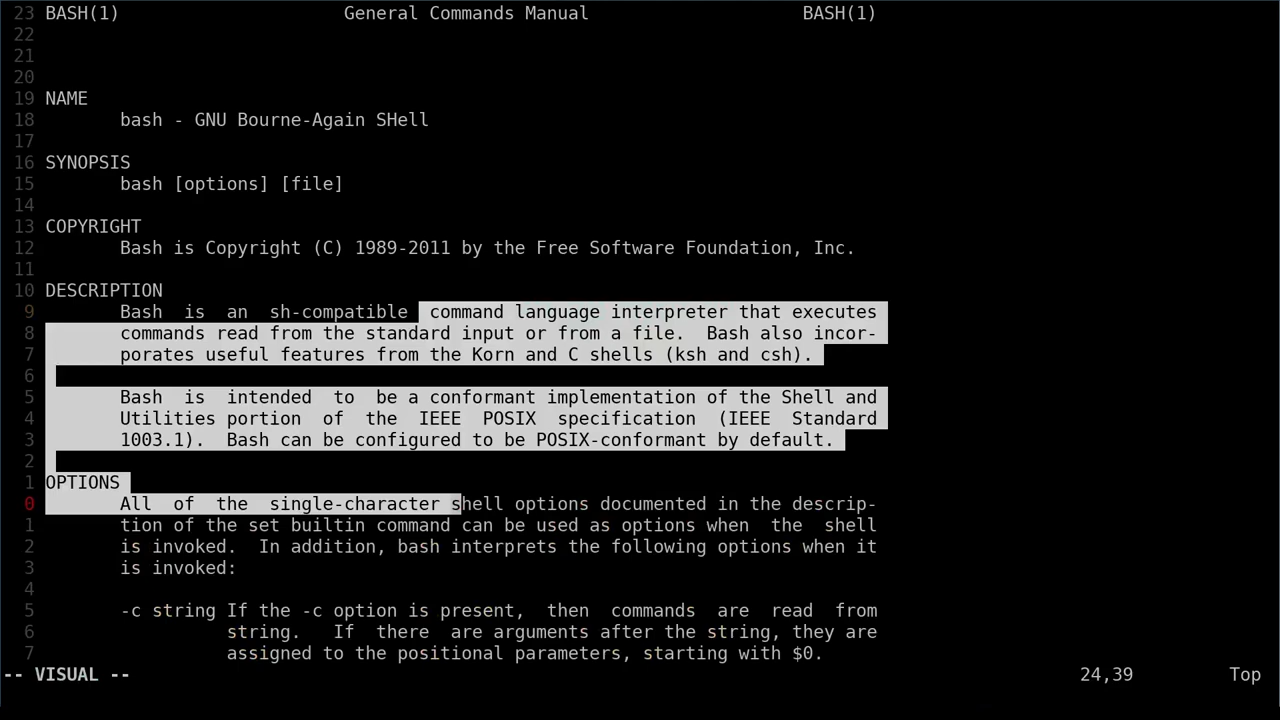 23 BASH(1)                     General Commands Manual                    BASH(1)
22
21
20
19 NAME
18        bash - GNU Bourne-Again SHell
17
16 SYNOPSIS
15        bash [options] [file]
14
13 COPYRIGHT
12        Bash is Copyright (C) 1989-2011 by the Free Software Foundation, Inc.
11
10 DESCRIPTION
9        Bash  is  an  sh-compatible  command language interpreter that executes
8        commands read from the standard input or from a file.  Bash also incor-
7        porates useful features from the Korn and C shells (ksh and csh).
6
5        Bash  is  intended  to  be a conformant implementation of the Shell and
4        Utilities portion  of  the  IEEE  POSIX  specification  (IEEE  Standard
3        1003.1).  Bash can be configured to be POSIX-conformant by default.
2
1 OPTIONS
0        All  of  the  single-character shell options documented in the descrip-
1        tion of the set builtin command can be used as options when  the  shell
2        is invoked.  In addition, bash interprets the following options when it
3        is invoked:
4
5        -c string If the -c option is present,  then  commands  are  read  from
6                  string.   If  there  are arguments after the string, they are
7                  assigned to the positional parameters, starting with $0.
-- VISUAL --                                                                                         24,39         Top